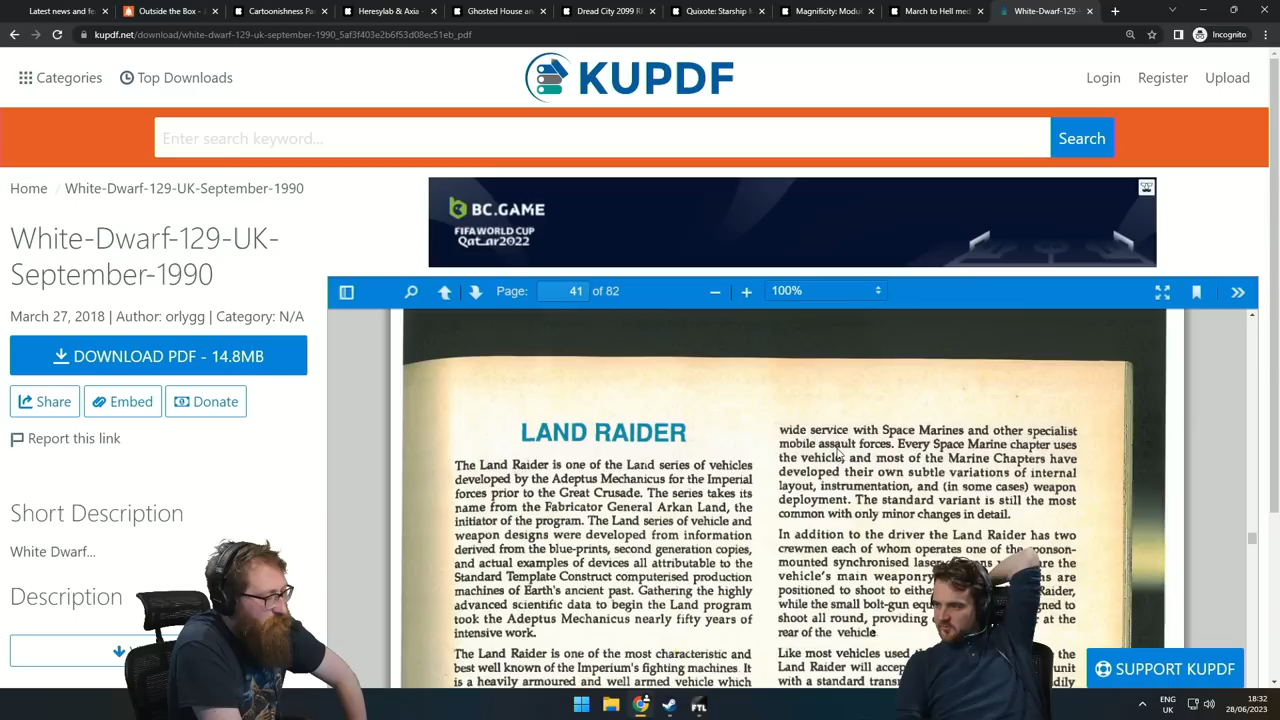 Latest news and fe
Outside the Box -
Cartoonishness Pa
Heresylab & Axia
Ghosted House an
Dread City 2099 R
Quixote: Starship M
Magnificity: Modul
March to Hell med
White-Dwarf-129-
kupdf.net/download/white-dwarf-129-uk-september-1990_5af3f403e2b6f53d08ec51eb_pdf
Incognito
Categories
Top Downloads
KUPDF
Login
Register
Upload
Enter search keyword...
Search
Home / White-Dwarf-129-UK-September-1990
BC.GAME
FIFA WORLD CUP
Qatar2022
White-Dwarf-129-UK-
September-1990
March 27, 2018 | Author: orlygg | Category: N/A
DOWNLOAD PDF - 14.8MB
Share
Embed
Donate
Report this link
Short Description
White Dwarf...
Description
Page: 41 of 82
100%
LAND RAIDER
The Land Raider is one of the Land series of vehicles
developed by the Adeptus Mechanicus for the Imperial
forces prior to the Great Crusade. The series takes its
name from the Fabricator General Arkan Land, the
initiator of the program. The Land series of vehicle and
weapon designs were developed from information
derived from the blue-prints, second generation copies,
and actual examples of devices all attributable to the
Standard Template Construct computerised production
machines of Earth's ancient past. Gathering the highly
advanced scientific data to begin the Land program
took the Adeptus Mechanicus nearly fifty years of
intensive work.
The Land Raider is one of the most characteristic and
best well known of the Imperium's fighting machines. It
is a heavily armoured and well armed vehicle which
wide service with Space Marines and other specialist
mobile assault forces. Every Space Marine chapter uses
the vehicle, and most of the Marine Chapters have
developed their own subtle variations of internal
layout, instrumentation, and (in some cases) weapon
deployment. The standard variant is still the most
common with only minor changes in detail.
In addition to the driver the Land Raider has two
crewmen each of whom operates one of the sponson-
mounted synchronised are the
vehicle's main are
positioned to shoot to Raider,
while the small bolt-gun to
shoot all round, at the
rear of the vehicle.
Like most vehicles used the
Land Raider will
with a standard
SUPPORT KUPDF
FTL
ENG
UK
18:32
28/06/2023